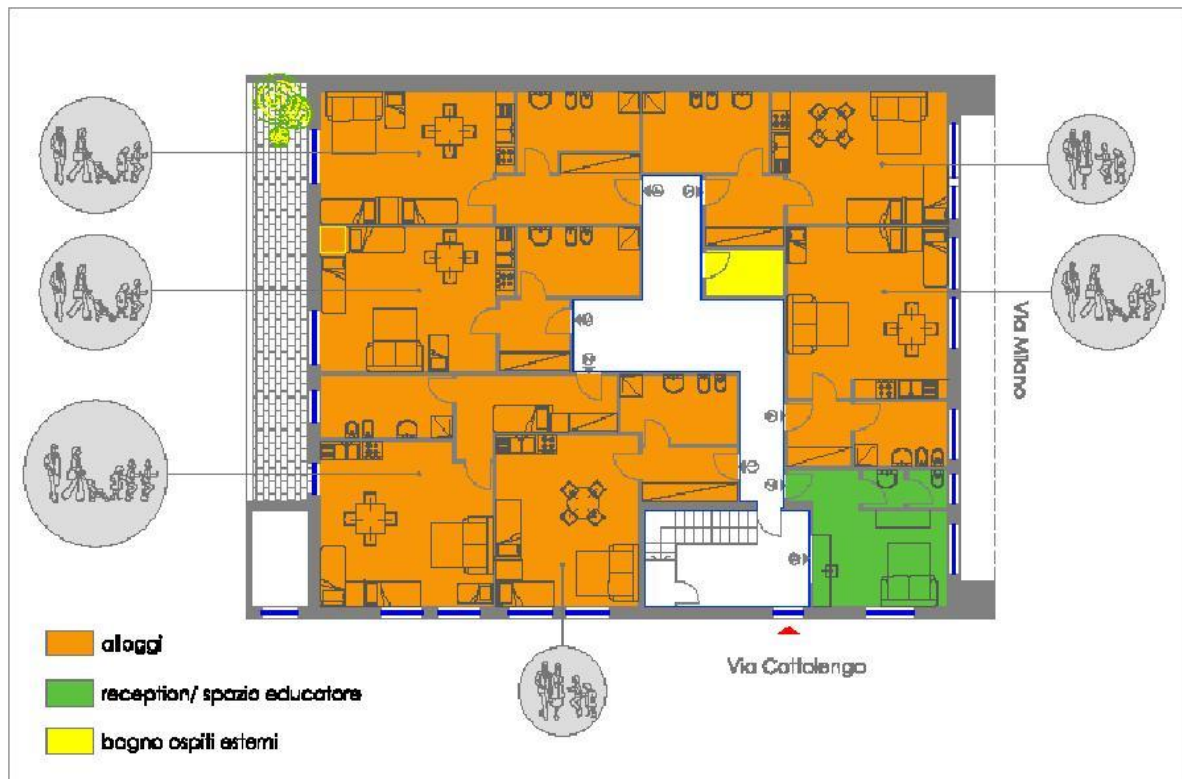 Via Milano
Via Cottolengo
alloggi
reception/ spazio educatore
bagno ospiti esterni